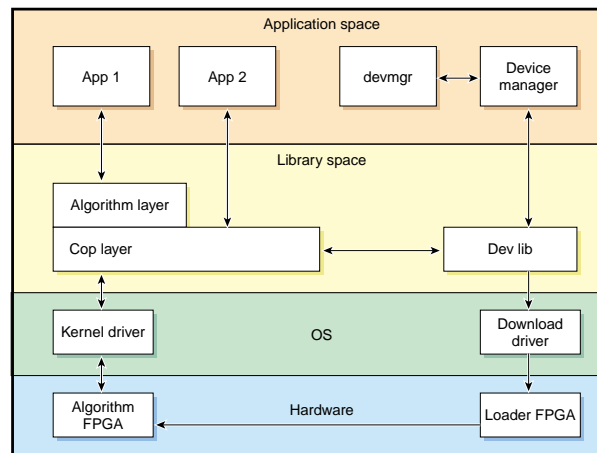 Application space
App 1
App 2
devmgr
Device
manager
Library space
Algorithm layer
Cop layer
Dev lib
Kernel driver
OS
Download
driver
Algorithm
FPGA
Hardware
Loader FPGA